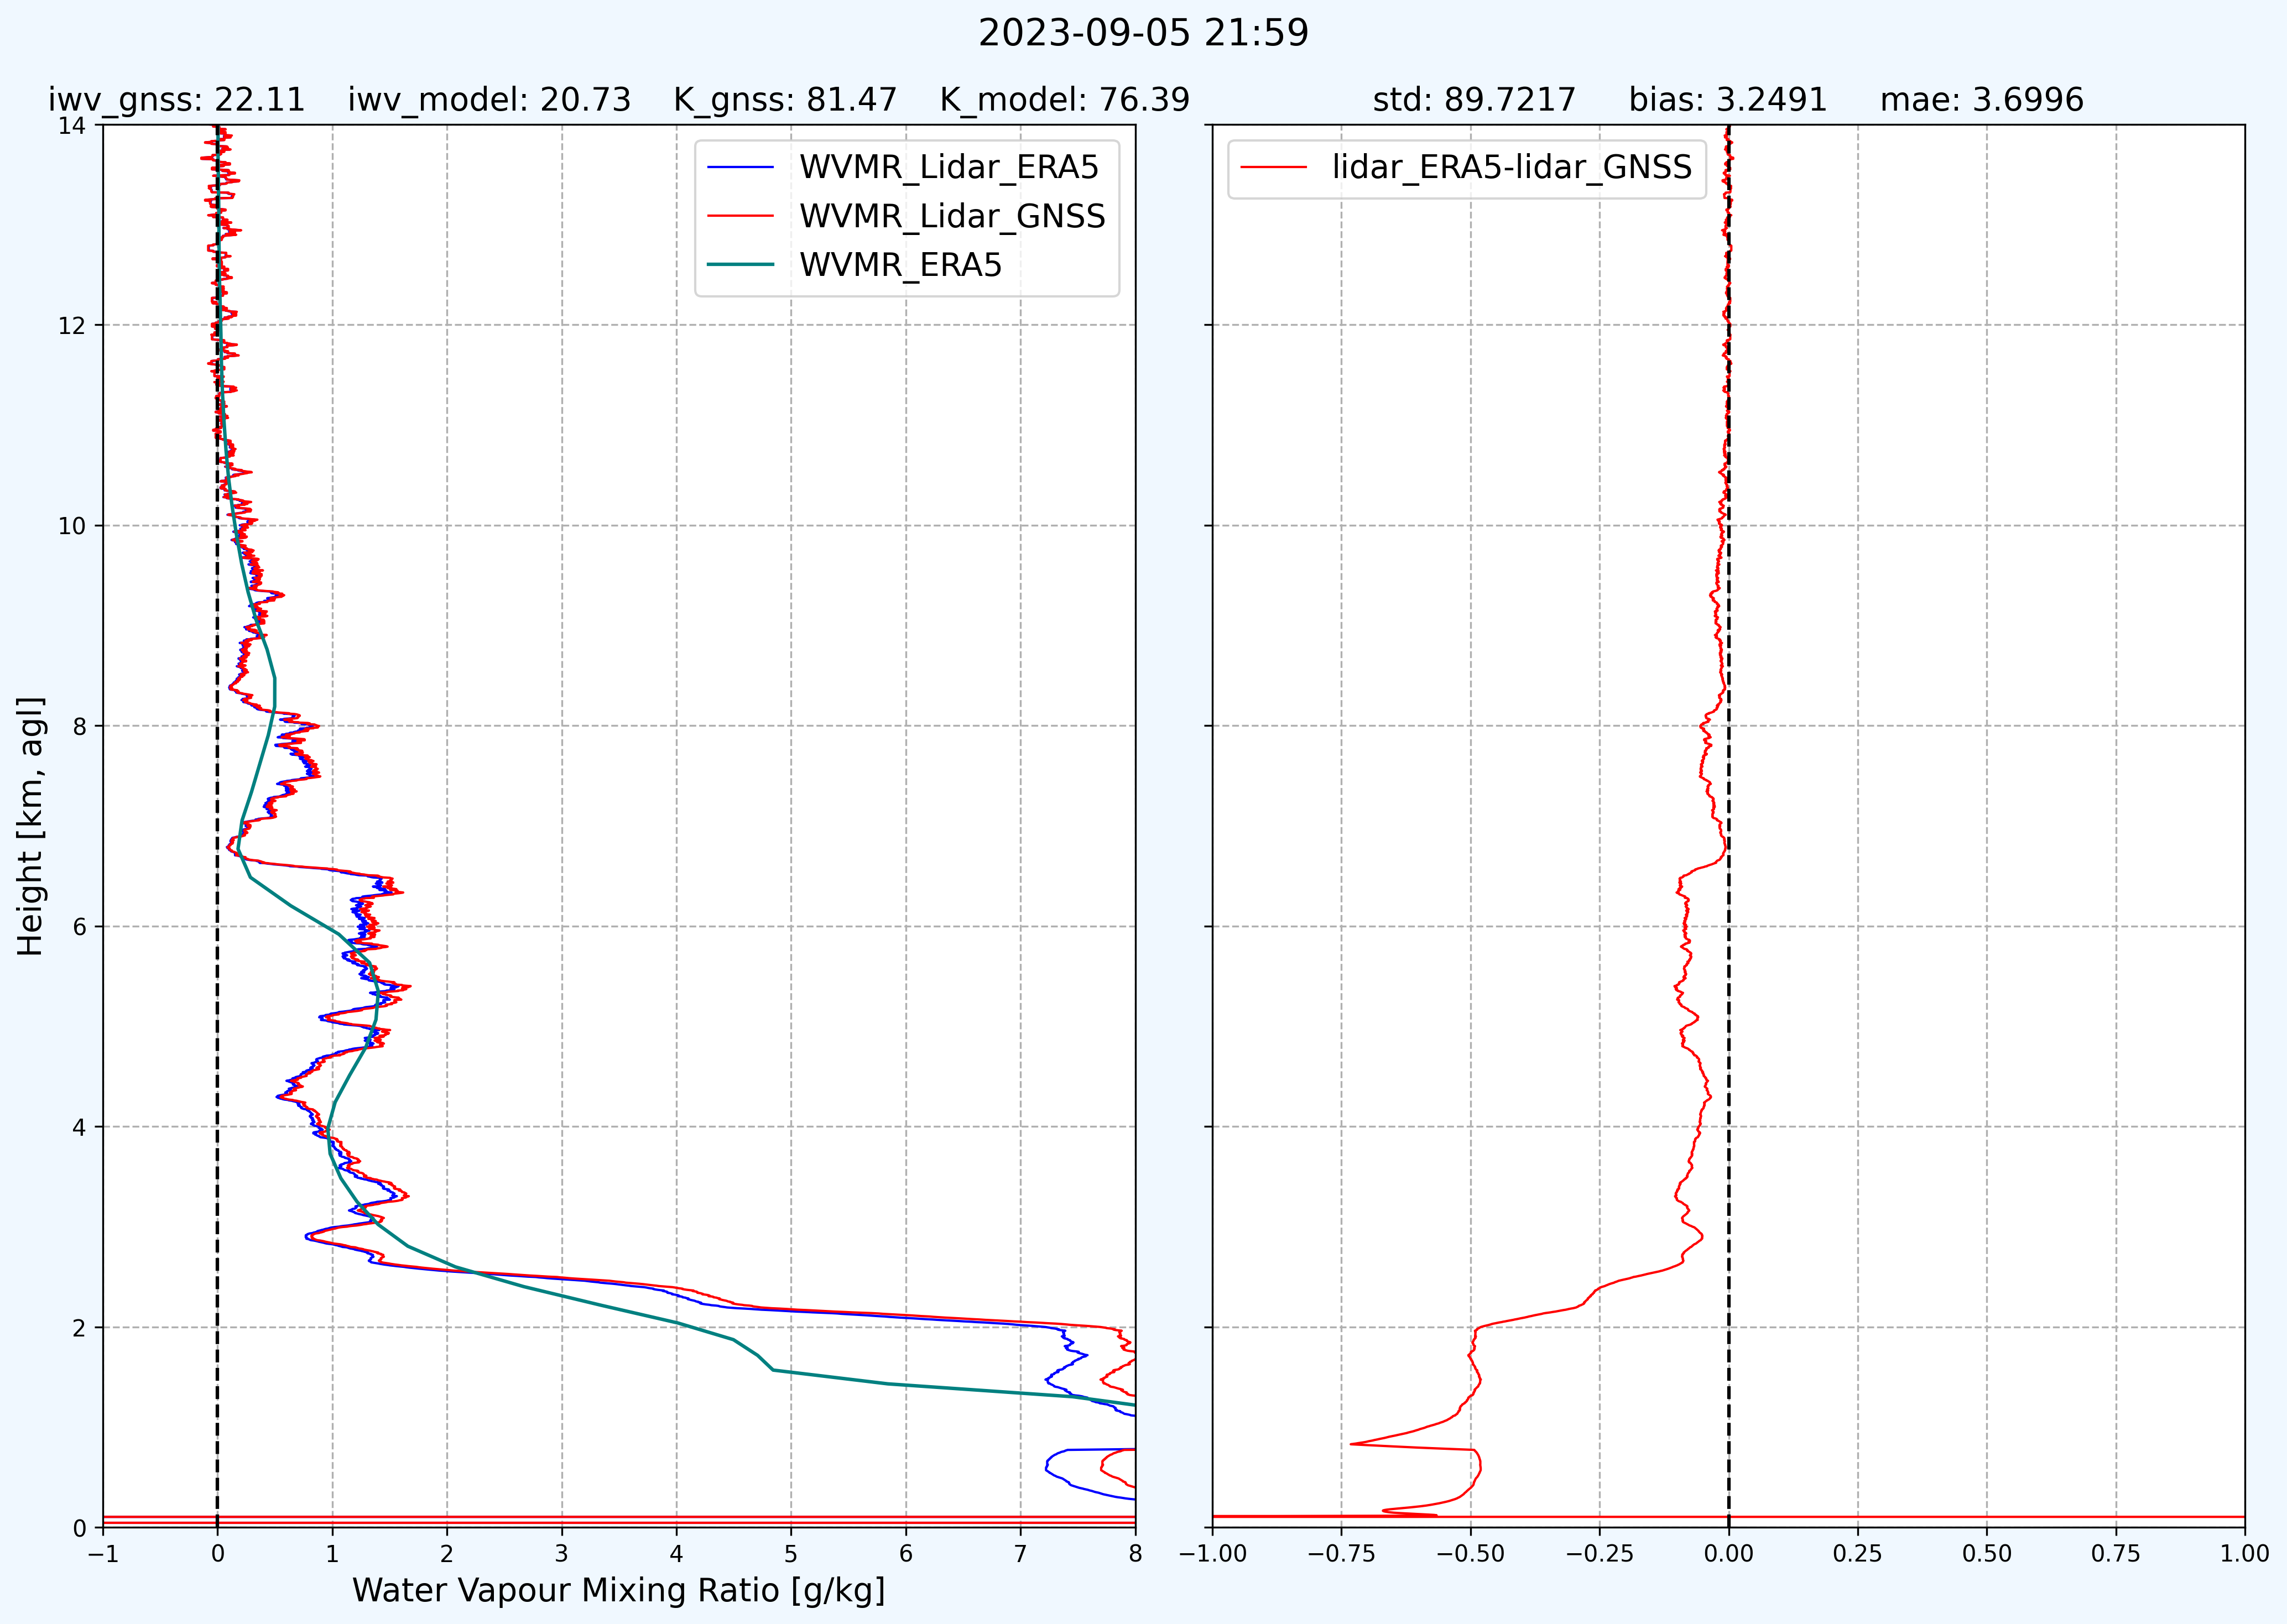 2023-09-05 21:59
iwv_gnss: 22.11 iwv_model: 20.73 K_gnss: 81.47 K_model: 76.39
std: 89.7217 bias: 3.2491 mae: 3.6996
WVMR_Lidar_ERA5
WVMR_Lidar_GNSS
WVMR_ERA5
lidar_ERA5-lidar_GNSS
Height [km, agl]
14
12
10
8
6
4
2
0
−1 0 1 2 3 4 5 6 7 8
Water Vapour Mixing Ratio [g/kg]
−1.00 −0.75 −0.50 −0.25 0.00 0.25 0.50 0.75 1.00